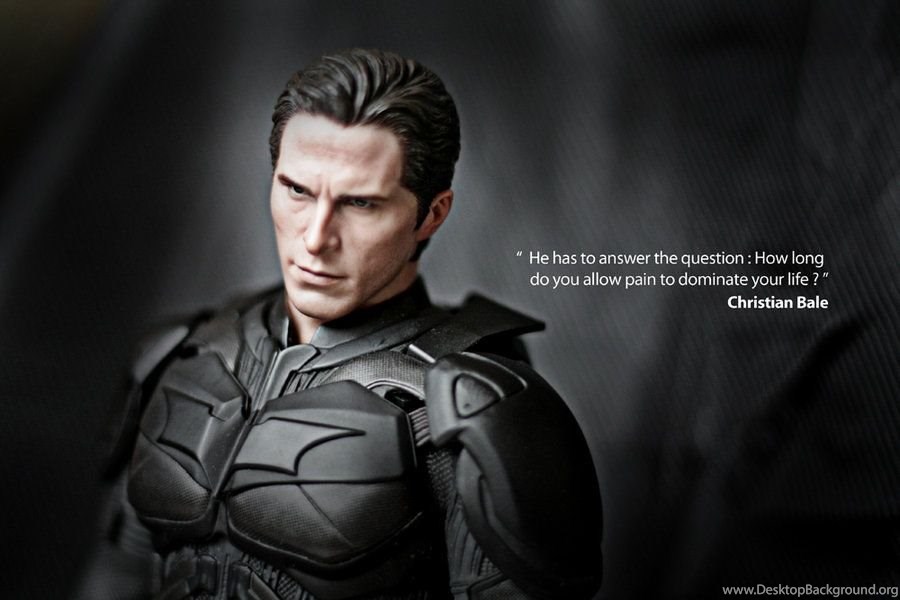 “ He has to answer the question : How long
do you allow pain to dominate your life ? ”
Christian Bale
www.DesktopBackground.org